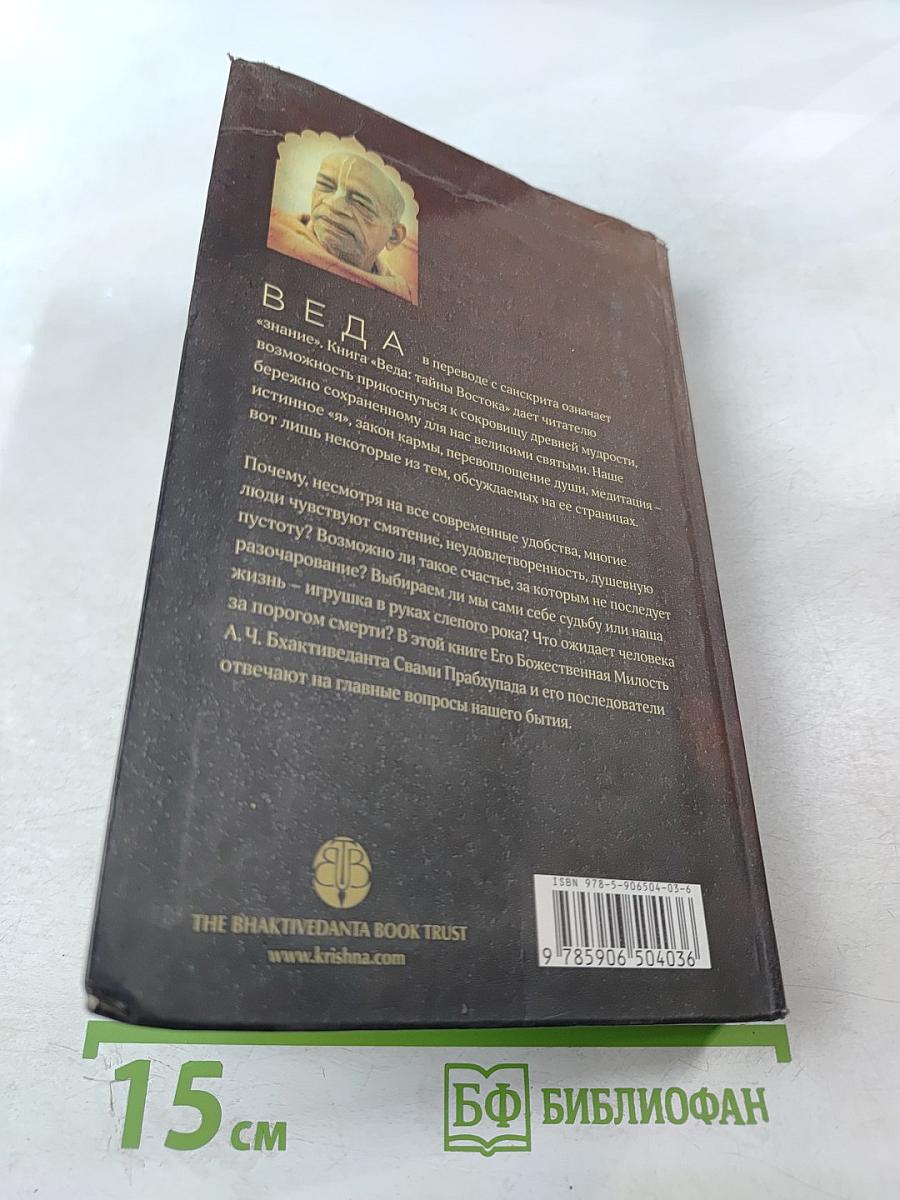 ВЕДА в переводе с санскрита означает
«знание». Книга «Веда: тайны Востока» дает читателю
возможность прикоснуться к сокровищу древней мудрости,
бережно сохраненному для нас великими святыми. Наше
истинное «я», закон кармы, перевоплощение души, медитация –
вот лишь некоторые из тем, обсуждаемых на ее страницах.
Почему, несмотря на все современные удобства, многие
люди чувствуют смятение, неудовлетворенность, душевную
пустоту? Возможно ли такое счастье, за которым не последует
разочарование? Выбираем ли мы сами себе судьбу или наша
жизнь – игрушка в руках слепого рока? Что ожидает человека
за порогом смерти? В этой книге Его Божественная Милость
А. Ч. Бхактиведанта Свами Прабхупада и его последователи
отвечают на главные вопросы нашего бытия.
THE BHAKTIVEDANTA BOOK TRUST
www.krishna.com
ISBN 978-5-906504-03-6
9 785906 504036
15 см
БФ БИБЛИОФАН